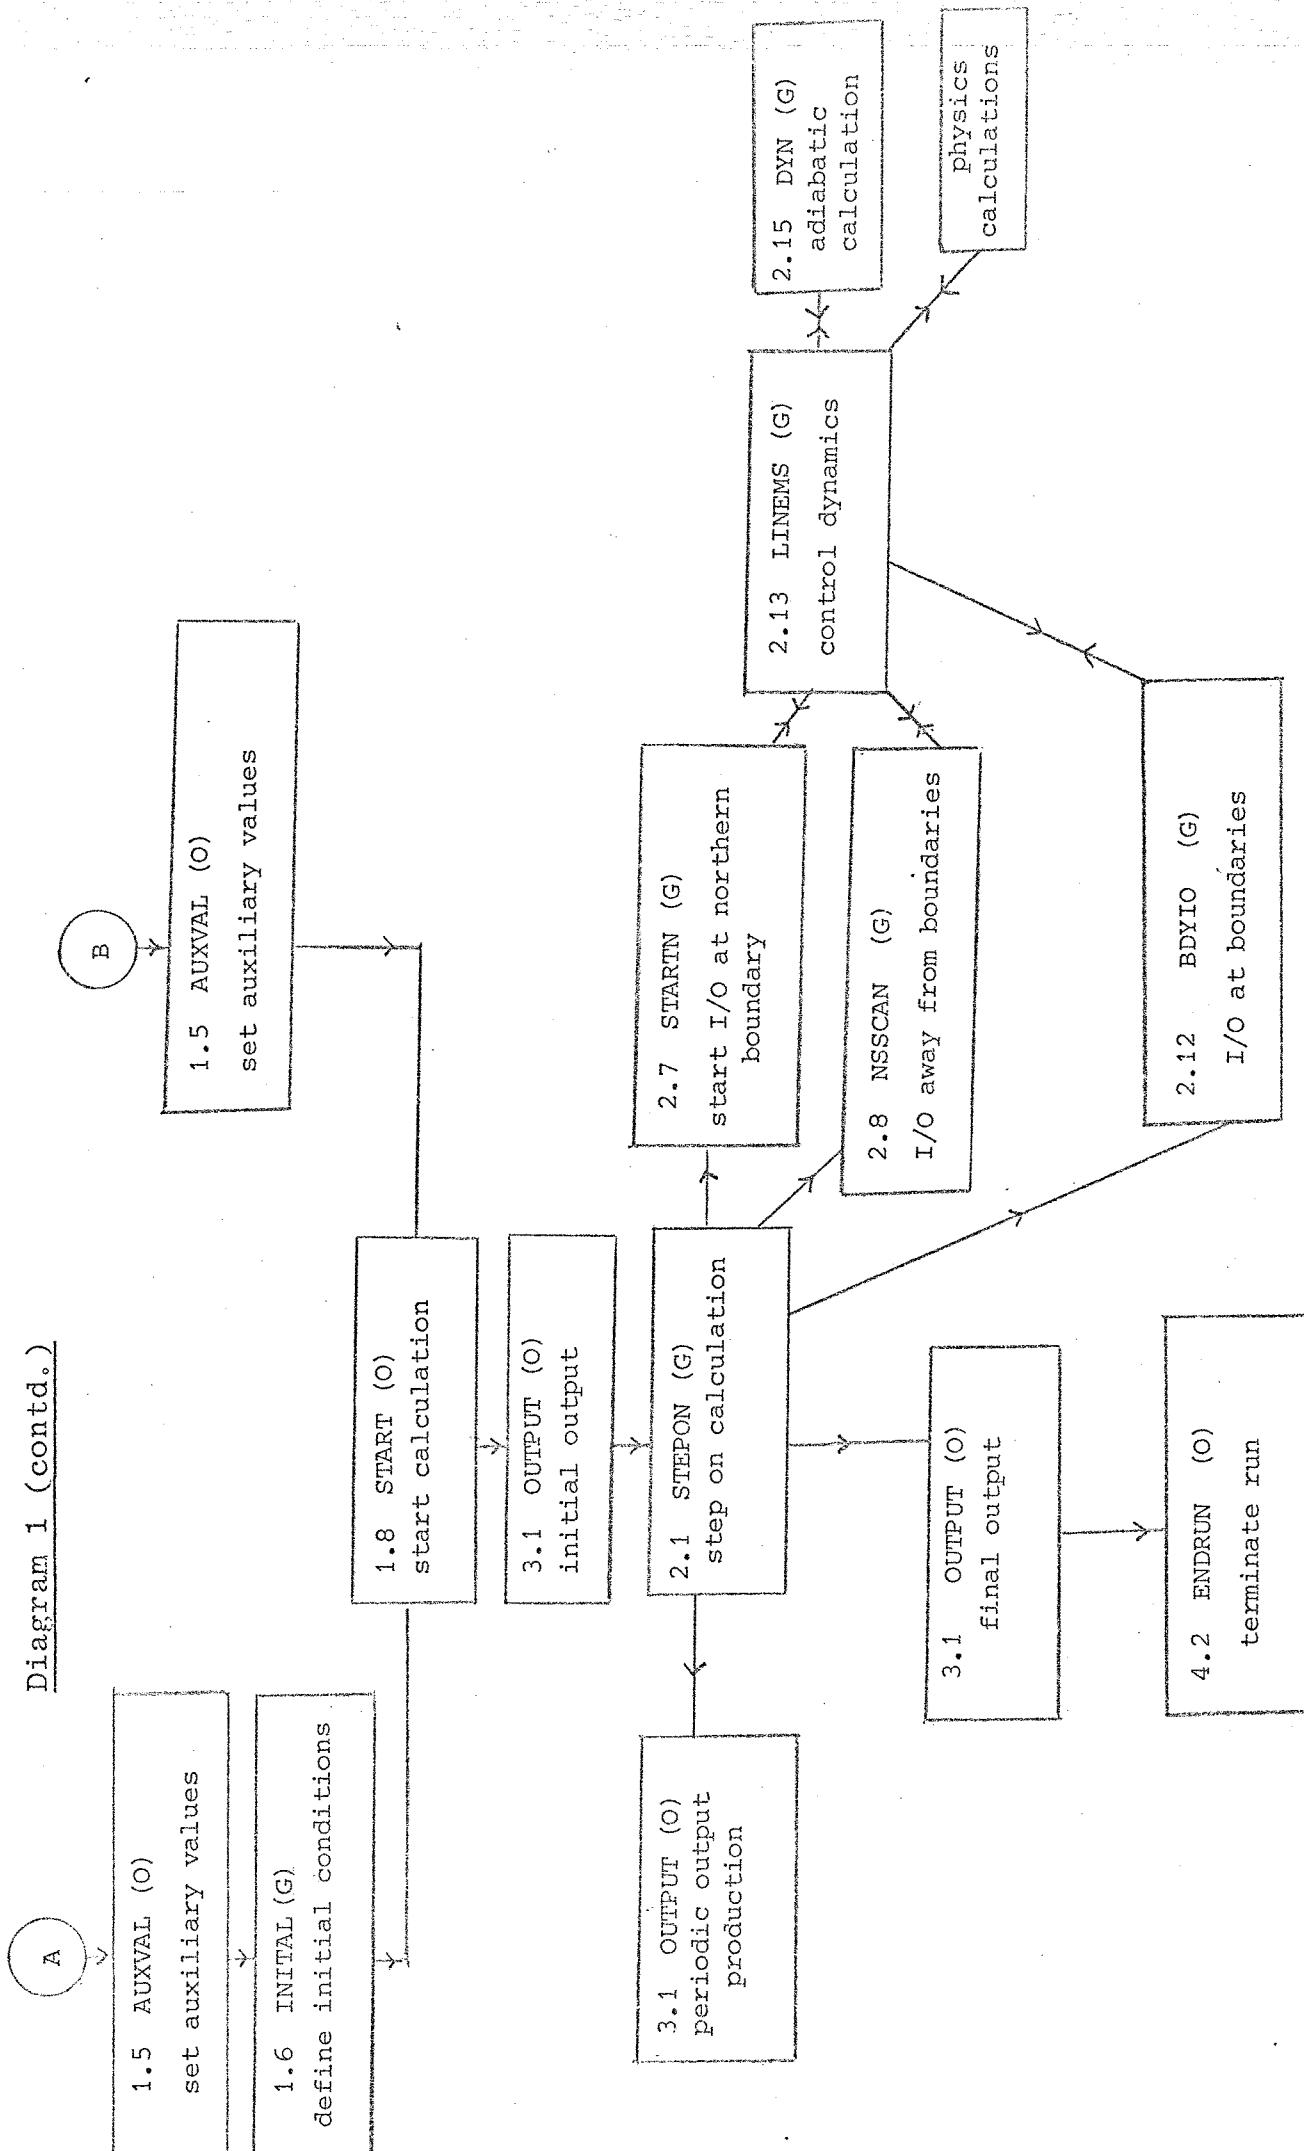 Diagram 1 (contd.)
A
1.5 AUXVAL (O)
set auxiliary values
1.6 INITAL (G)
define initial conditions
B
1.5 AUXVAL (O)
set auxiliary values
1.8 START (O)
start calculation
3.1 OUTPUT (O)
initial output
2.1 STEPON (G)
step on calculation
3.1 OUTPUT (O)
periodic output
production
2.7 STARTN (G)
start I/O at northern
boundary
2.8 NSSCAN (G)
I/O away from boundaries
2.13 LINEMS (G)
control dynamics
2.15 DYN (G)
adiabatic
calculation
physics
calculations
2.12 BDYIO (G)
I/O at boundaries
3.1 OUTPUT (O)
final output
4.2 ENDRUN (O)
terminate run